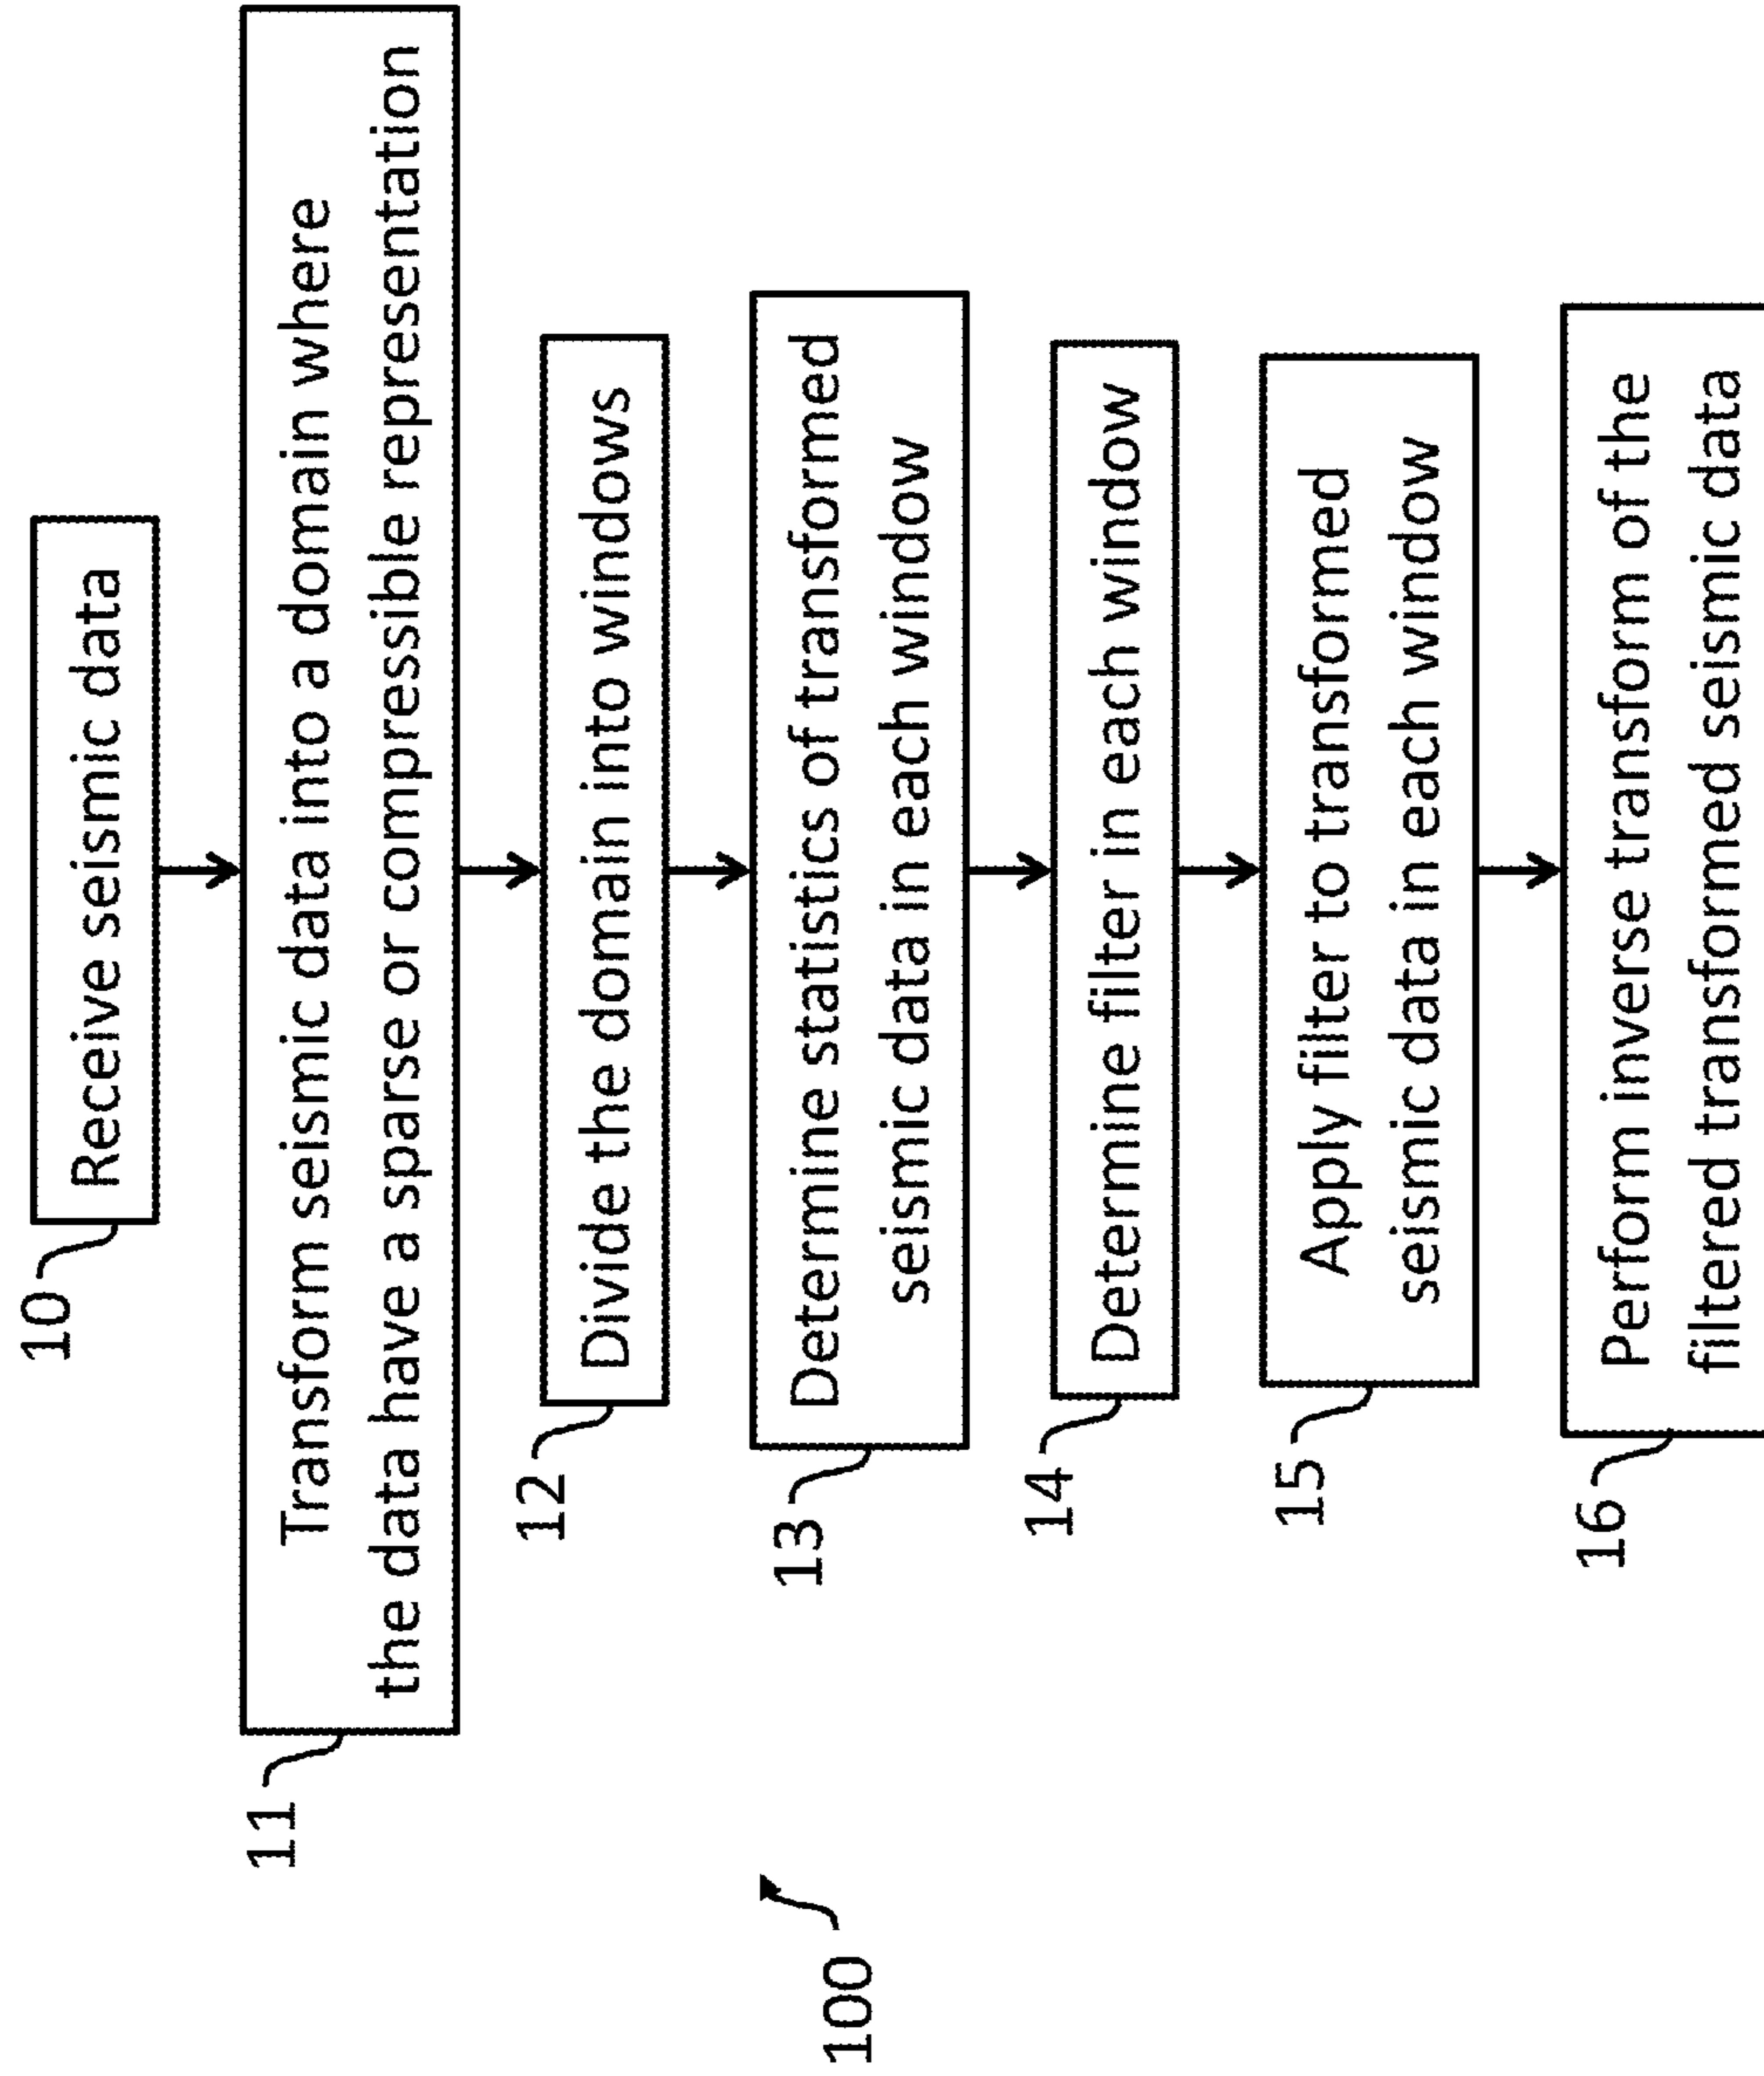 10
Receive seismic data
11
Transform seismic data into a domain where
the data have a sparse or compressible representation
12
Divide the domain into windows
100
13
Determine statistics of transformed
seismic data in each window
14
Determine filter in each window
15
Apply filter to transformed
seismic data in each window
16
Perform inverse transform of the
filtered transformed seismic data